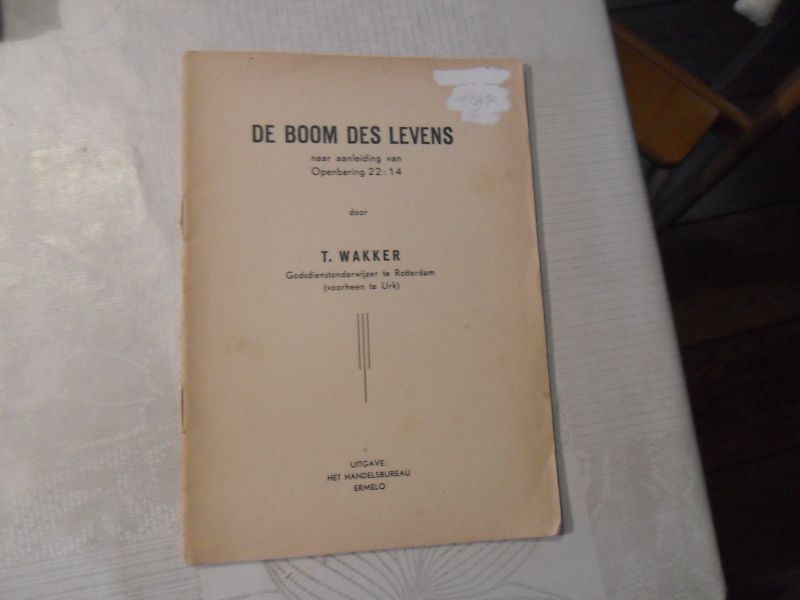 DE BOOM DES LEVENS
naar aanleiding van
Openbaring 22:14
door
T. WAKKER
Godsdienstonderwijzer te Rotterdam
(voorheen te Urk)
UITGAVE:
HET HANDELSBUREAU
ERMELO